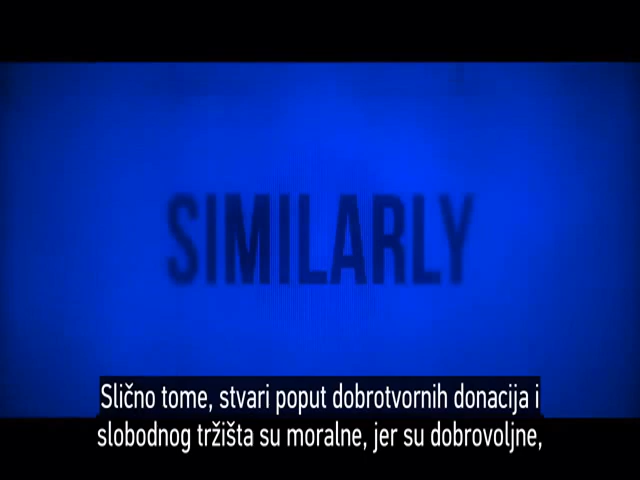 SIMILARLY
Slično tome, stvari poput dobrotvornih donacija i
slobodnog tržišta su moralne, jer su dobrovoljne,